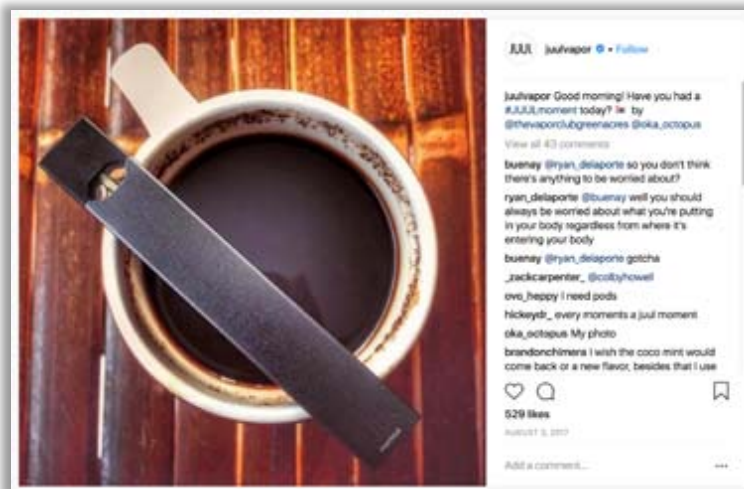 JUUL juulvapor • Follow
juulvapor Good morning! Have you had a
#JUULmoment today? by
@thevaporclubgreenacres @oka_octopus
View all 43 comments
buenay @ryan_delaporte so you don't think
there's anything to be worried about?
ryan_delaporte @buenay well you should
always be worried about what you're putting
in your body regardless from where it's
entering your body
buenay @ryan_delaporte gotcha
_zackcarpenter_ @colbyhowell
ovo_heppy I need pods
hickeydr_ every moments a juul moment
oka_octopus My photo
brandonchimera I wish the coco mint would
come back or a new flavor, besides that I use
529 likes
AUGUST 3, 2017
Add a comment...